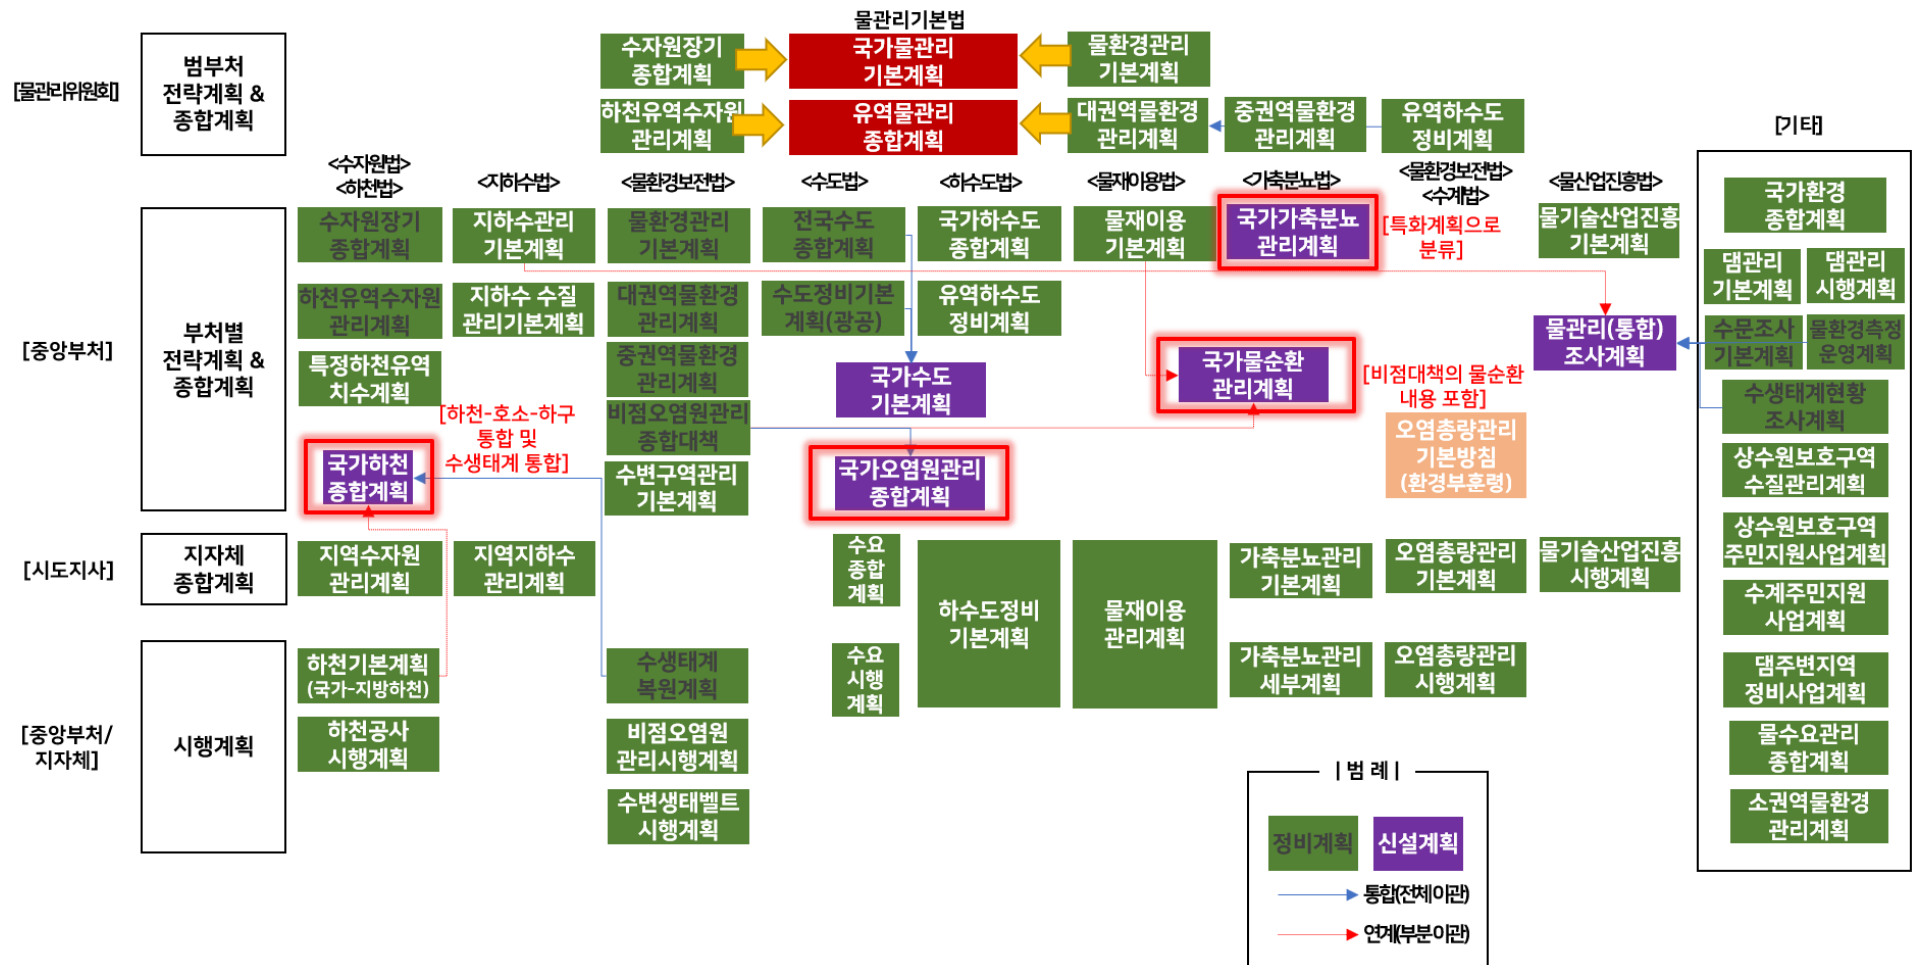 물관리기본법
[물관리위원회]
범부처
전략계획 &
종합계획
수자원장기
종합계획
국가물관리
기본계획
물환경관리
기본계획
하천유역수자원
관리계획
유역물관리
종합계획
대권역물환경
관리계획
중권역물환경
관리계획
유역하수도
정비계획
[기타]
<수자원법>
<하천법>
<지하수법>
<물환경보전법>
<수도법>
<하수도법>
<물재이용법>
<가축분뇨법>
<물환경보전법>
<수계법>
<물산업진흥법>
[중앙부처]
부처별
전략계획 &
종합계획
수자원장기
종합계획
지하수관리
기본계획
물환경관리
기본계획
전국수도
종합계획
국가하수도
종합계획
물재이용
기본계획
국가가축분뇨
관리계획
[특화계획으로
분류]
물기술산업진흥
기본계획
하천유역수자원
관리계획
지하수 수질
관리기본계획
대권역물환경
관리계획
수도정비기본
계획(광공)
유역하수도
정비계획
물관리(통합)
조사계획
특정하천유역
치수계획
중권역물환경
관리계획
국가수도
기본계획
국가물순환
관리계획
[비점대책의 물순환
내용 포함]
[하천-호소-하구
통합 및
수생태계 통합]
비점오염원관리
종합대책
오염총량관리
기본방침
(환경부훈령)
국가하천
종합계획
수변구역관리
기본계획
국가오염원관리
종합계획
[시도지사]
지자체
종합계획
지역수자원
관리계획
지역지하수
관리계획
수요
종합
계획
하수도정비
기본계획
물재이용
관리계획
가축분뇨관리
기본계획
오염총량관리
기본계획
물기술산업진흥
시행계획
[중앙부처/
지자체]
시행계획
하천기본계획
(국가-지방하천)
수생태계
복원계획
수요
시행
계획
가축분뇨관리
세부계획
오염총량관리
시행계획
하천공사
시행계획
비점오염원
관리시행계획
수변생태벨트
시행계획
국가환경
종합계획
댐관리
기본계획
댐관리
시행계획
수문조사
기본계획
물환경측정
운영계획
수생태계현황
조사계획
상수원보호구역
수질관리계획
상수원보호구역
주민지원사업계획
수계주민지원
사업계획
댐주변지역
정비사업계획
물수요관리
종합계획
소권역물환경
관리계획
| 범 례 |
정비계획
신설계획
통합(전체이관)
연계(부분이관)